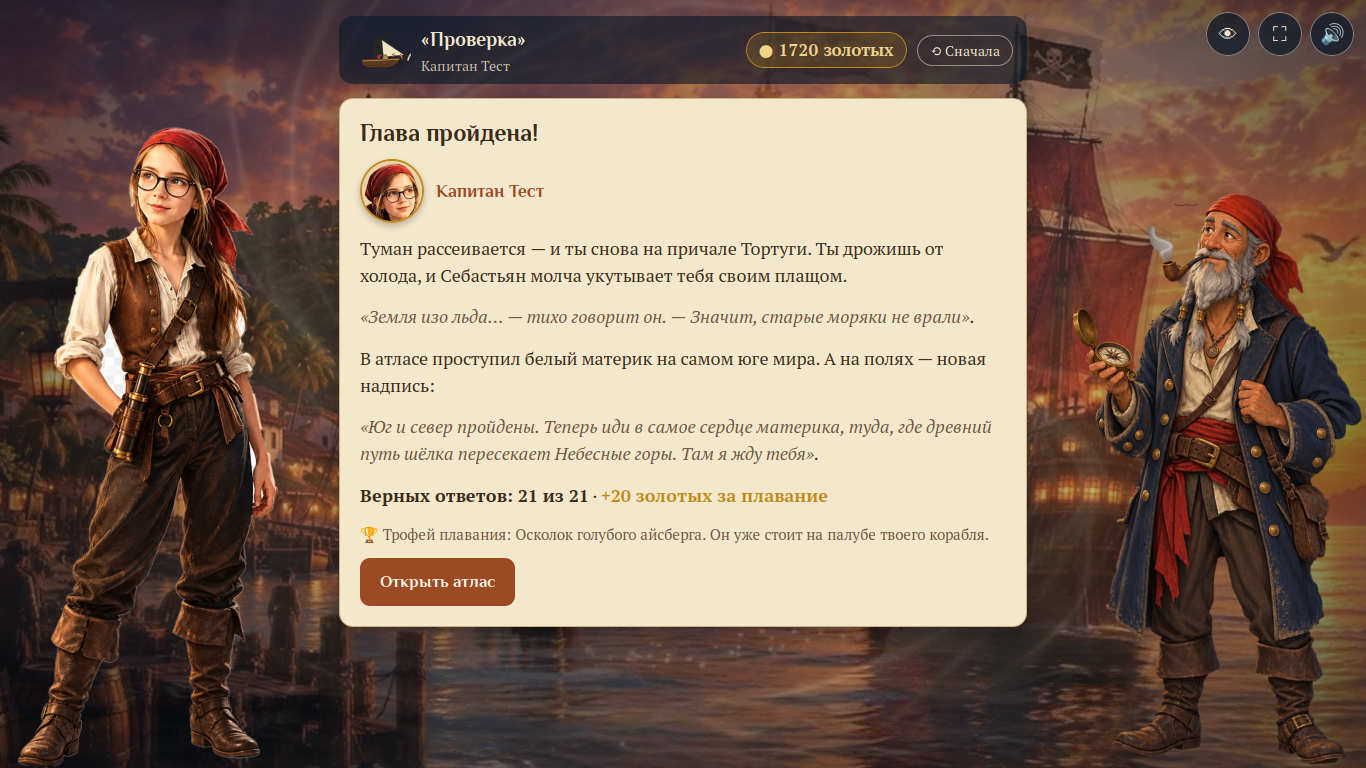 «Проверка»
Капитан Тест
1720 золотых
⟲ Сначала
Глава пройдена!
Капитан Тест
Туман рассеивается — и ты снова на причале Тортуги. Ты дрожишь от
холода, и Себастьян молча укутывает тебя своим плащом.
«Земля изо льда... — тихо говорит он. — Значит, старые моряки не врали».
В атласе проступил белый материк на самом юге мира. А на полях — новая
надпись:
«Юг и север пройдены. Теперь иди в самое сердце материка, туда, где древний
путь шёлка пересекает Небесные горы. Там я жду тебя».
Верных ответов: 21 из 21 · +20 золотых за плавание
🏆 Трофей плавания: Осколок голубого айсберга. Он уже стоит на палубе твоего корабля.
Открыть атлас